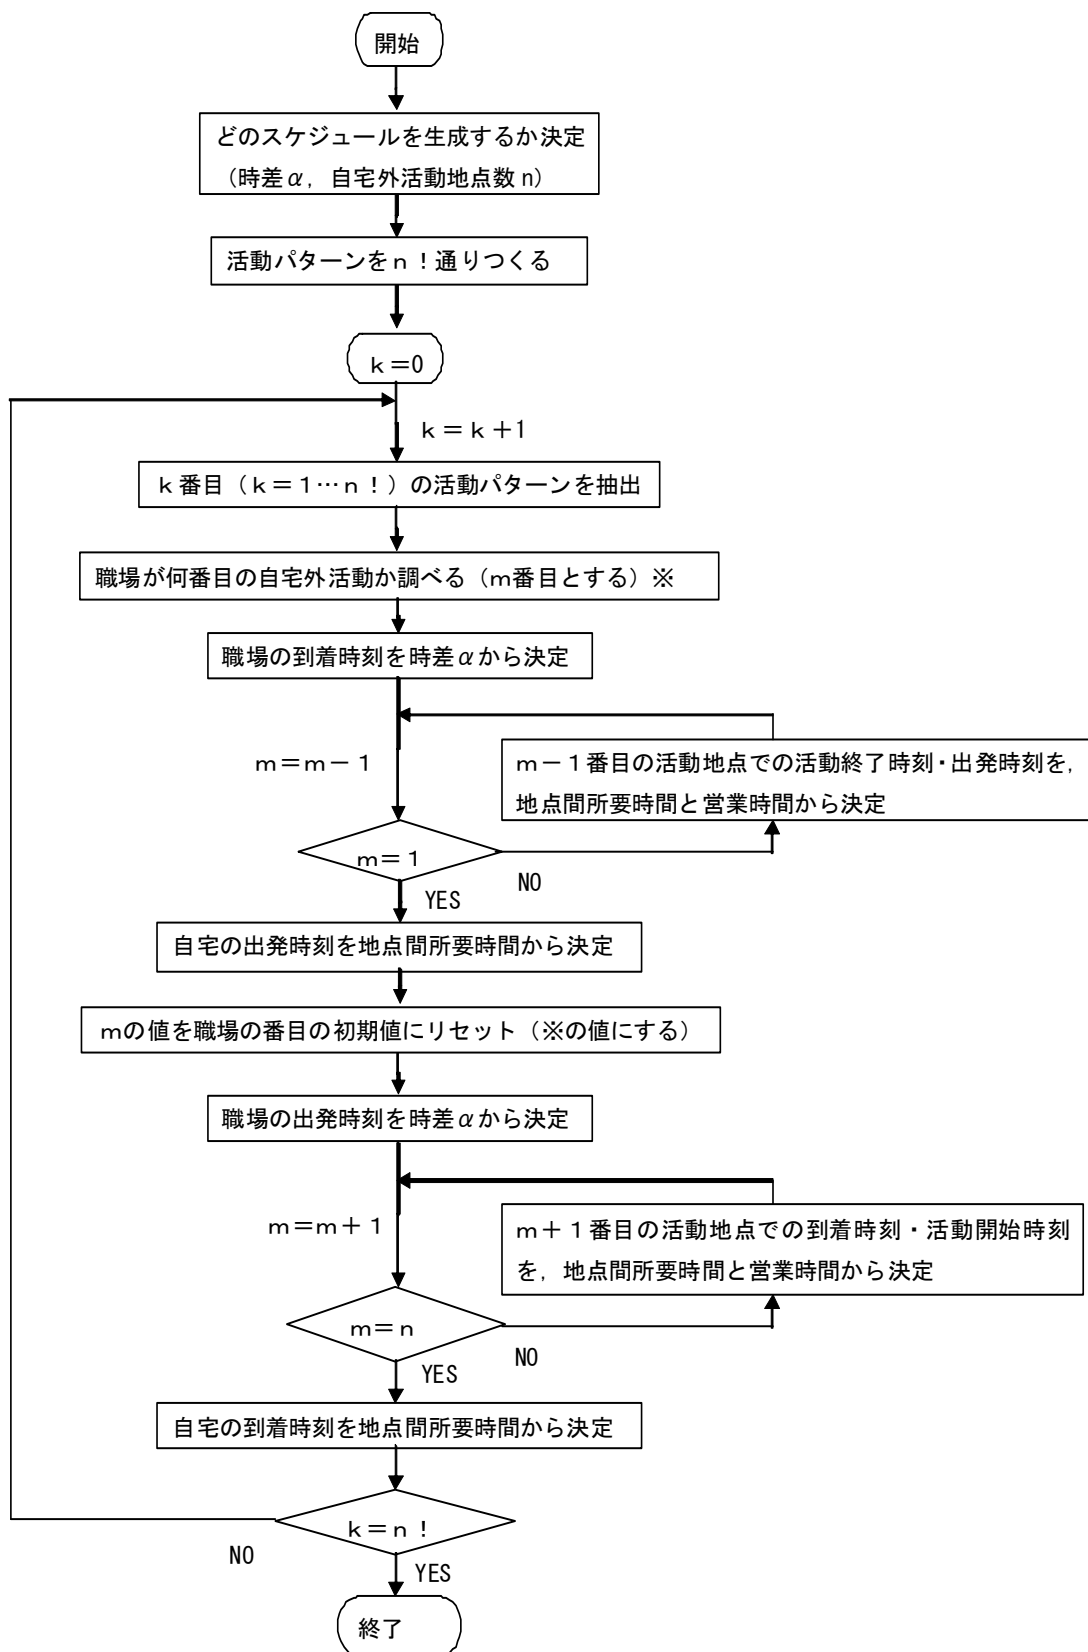 開始
どのスケジュールを生成するか決定
（時差α，自宅外活動地点数 n）
活動パターンをｎ！通りつくる
ｋ＝0
ｋ＝ｋ＋1
ｋ番目（ｋ＝１…ｎ！）の活動パターンを抽出
職場が何番目の自宅外活動か調べる（ｍ番目とする）※
職場の到着時刻を時差αから決定
ｍ＝ｍ－１
ｍ－１番目の活動地点での活動終了時刻・出発時刻を，
地点間所要時間と営業時間から決定
ｍ＝１
NO
YES
自宅の出発時刻を地点間所要時間から決定
ｍの値を職場の番目の初期値にリセット（※の値にする）
職場の出発時刻を時差αから決定
ｍ＝ｍ＋１
ｍ＋１番目の活動地点での到着時刻・活動開始時刻
を，地点間所要時間と営業時間から決定
ｍ＝ｎ
NO
YES
自宅の到着時刻を地点間所要時間から決定
ｋ＝ｎ！
NO
YES
終了